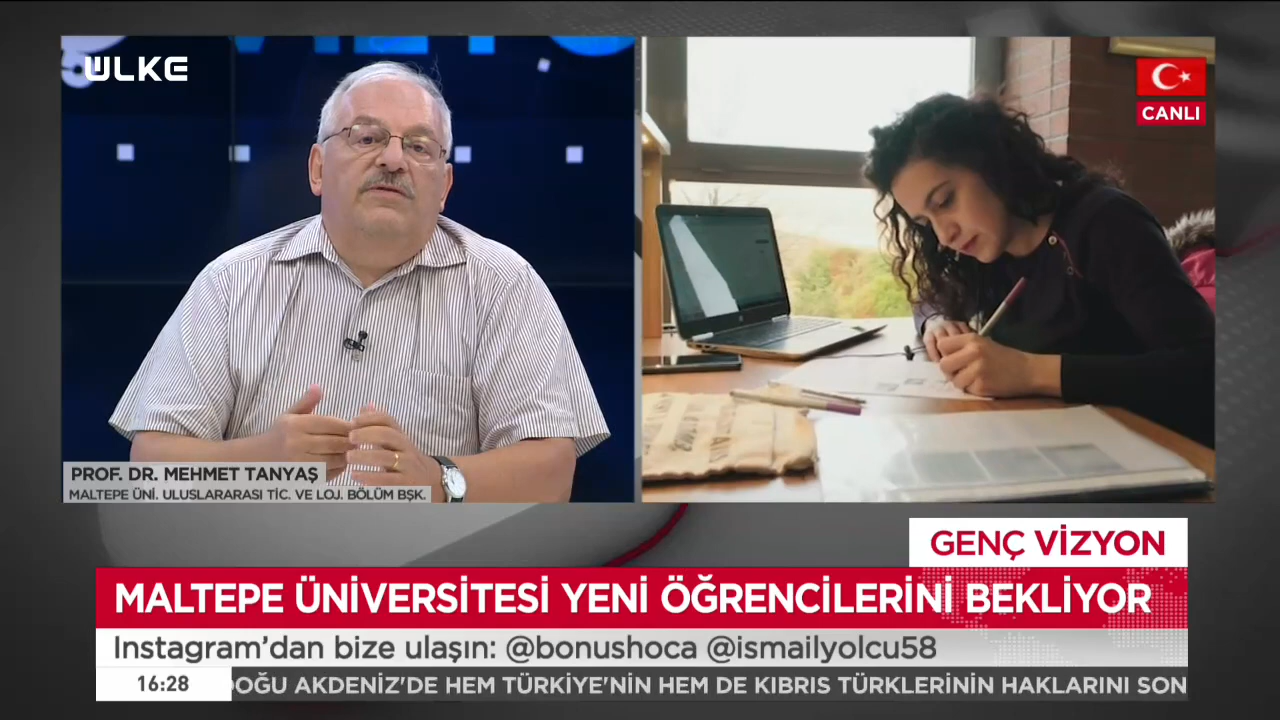 ÜLKE
CANLI
PROF. DR. MEHMET TANYAŞ
MALTEPE ÜNİ. ULUSLARARASI TİC. VE LOJ. BÖLÜM BŞK.
GENÇ VİZYON
MALTEPE ÜNİVERSİTESİ YENİ ÖĞRENCİLERİNİ BEKLİYOR
Instagram'dan bize ulaşın: @bonushoca @ismailyolcu58
16:28 DOĞU AKDENİZ'DE HEM TÜRKİYE'NİN HEM DE KIBRIS TÜRKLERİNİN HAKLARINI SON